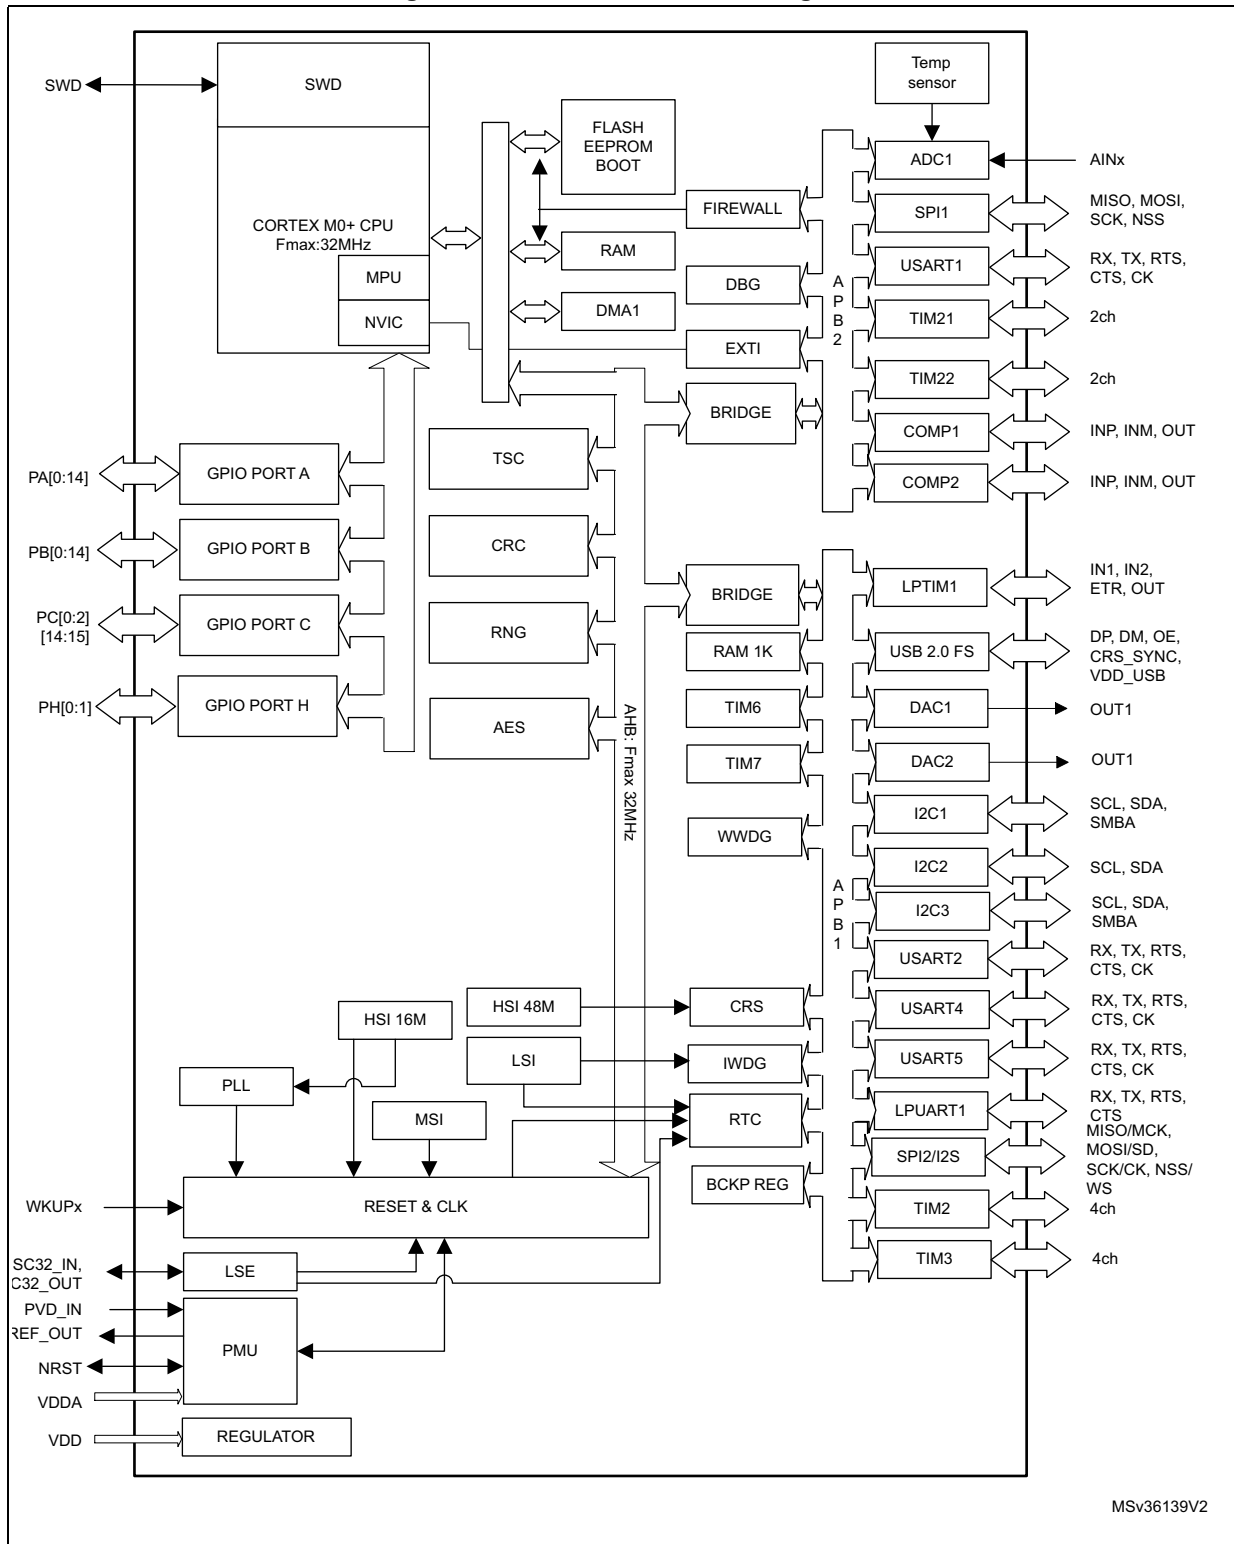 SWD
SWD
CORTEX M0+ CPU
Fmax:32MHz
MPU
NVIC
FLASH
EEPROM
BOOT
RAM
DMA1
FIREWALL
DBG
EXTI
BRIDGE
A
P
B
2
Temp
sensor
ADC1
AINx
SPI1
MISO, MOSI,
SCK, NSS
USART1
RX, TX, RTS,
CTS, CK
TIM21
2ch
TIM22
2ch
COMP1
INP, INM, OUT
COMP2
INP, INM, OUT
PA[0:14]
GPIO PORT A
PB[0:14]
GPIO PORT B
PC[0:2]
[14:15]
GPIO PORT C
PH[0:1]
GPIO PORT H
TSC
CRC
RNG
AES
AHB: Fmax 32MHz
BRIDGE
RAM 1K
TIM6
TIM7
WWDG
A
P
B
1
LPTIM1
IN1, IN2,
ETR, OUT
USB 2.0 FS
DP, DM, OE,
CRS_SYNC,
VDD_USB
DAC1
OUT1
DAC2
OUT1
I2C1
SCL, SDA,
SMBA
I2C2
SCL, SDA
I2C3
SCL, SDA,
SMBA
USART2
RX, TX, RTS,
CTS, CK
USART4
RX, TX, RTS,
CTS, CK
USART5
RX, TX, RTS,
CTS, CK
LPUART1
RX, TX, RTS,
CTS
SPI2/I2S
MISO/MCK,
MOSI/SD,
SCK/CK, NSS/
WS
TIM2
4ch
TIM3
4ch
HSI 48M
CRS
HSI 16M
LSI
IWDG
PLL
MSI
RTC
BCKP REG
WKUPx
RESET & CLK
SC32_IN,
C32_OUT
LSE
PVD_IN
REF_OUT
PMU
NRST
VDDA
VDD
REGULATOR
MSv36139V2